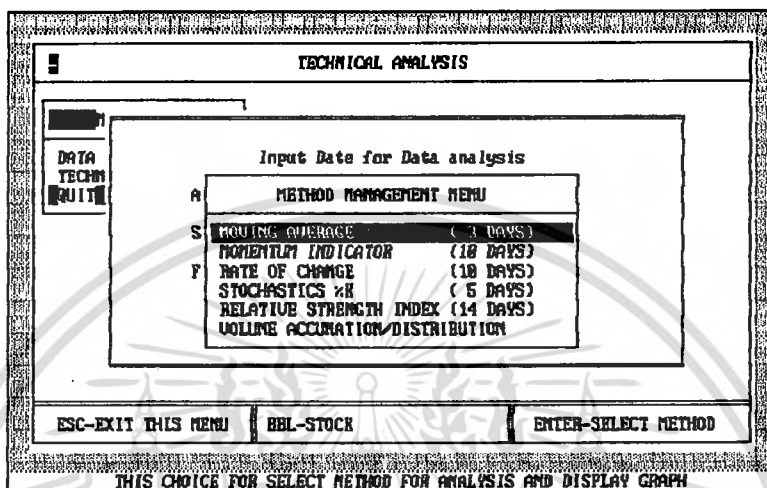 TECHNICAL ANALYSIS
DATA
TECHN
QUIT
Input Date for Data analysis
A
METHOD MANAGEMENT MENU
S
MOVING AVERAGE ( 3 DAYS)
MOMENTUM INDICATOR (10 DAYS)
F
RATE OF CHANGE (10 DAYS)
STOCHASTICS %K ( 5 DAYS)
RELATIVE STRENGTH INDEX (14 DAYS)
VOLUME ACCUMATION/DISTRIBUTION
ESC-EXIT THIS MENU
BBL-STOCK
ENTER-SELECT METHOD
THIS CHOICE FOR SELECT METHOD FOR ANALYSIS AND DISPLAY GRAPH